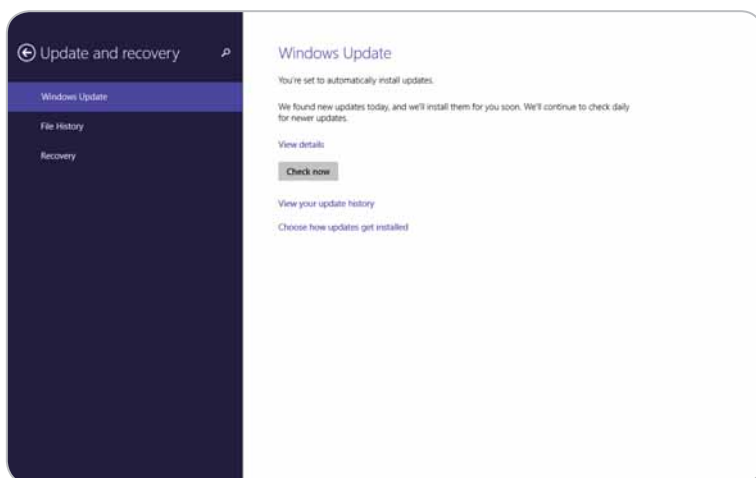 Update and recovery
Windows Update
File History
Recovery
Windows Update
You're set to automatically install updates.
We found new updates today, and we'll install them for you soon. We'll continue to check daily
for newer updates.
View details
Check now
View your update history
Choose how updates get installed